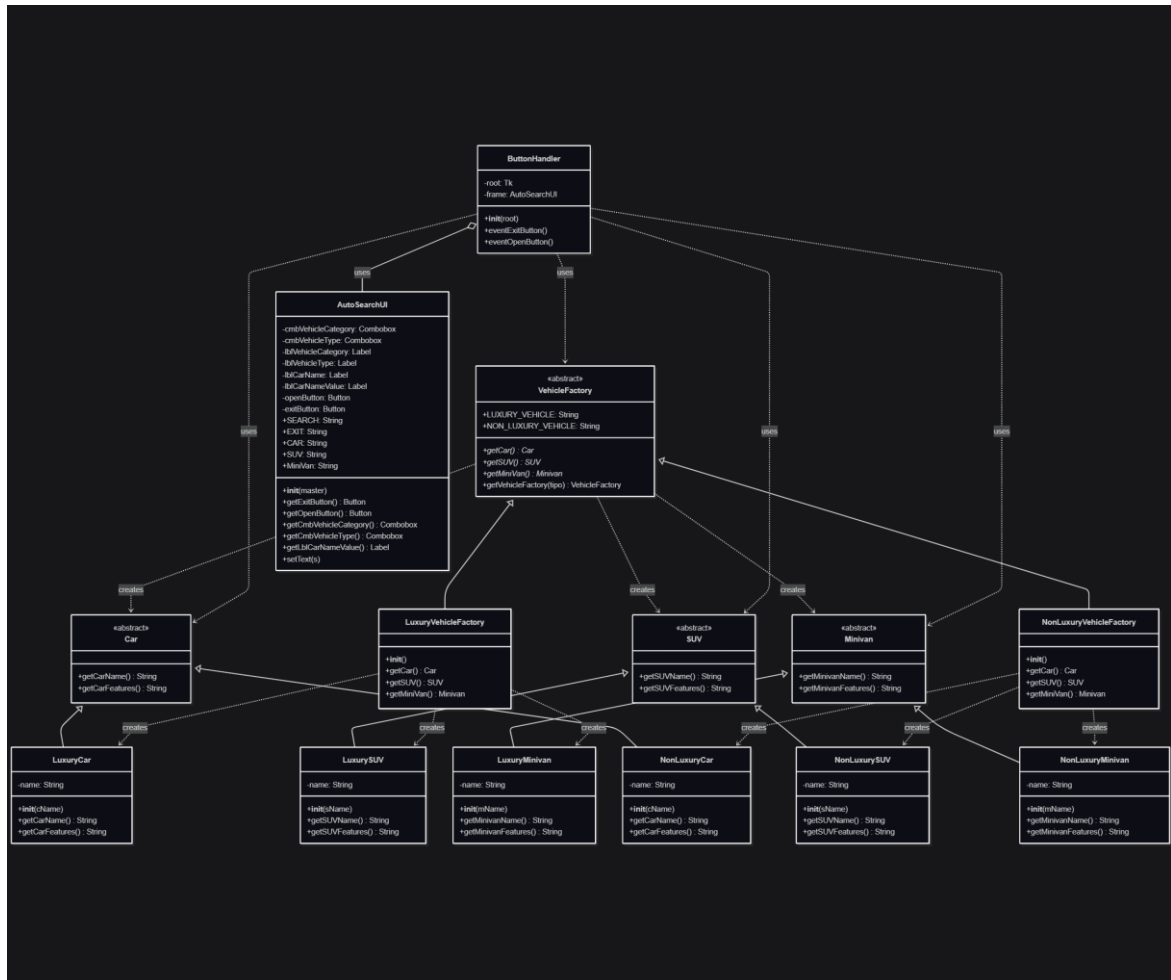 ButtonHandler
-root: Tk
-frame: AutoSearchUI
+init(root)
+eventExitButton()
+eventOpenButton()
uses
uses
AutoSearchUI
-cmbVehicleCategory: Combobox
-cmbVehicleType: Combobox
-lblVehicleCategory: Label
-lblVehicleType: Label
-lblCarName: Label
-lblCarNameValue: Label
-openButton: Button
-exitButton: Button
+SEARCH: String
+EXIT: String
+CAR: String
+SUV: String
+MiniVan: String
+init(master)
+getExitButton() : Button
+getOpenButton() : Button
+getCmbVehicleCategory() : Combobox
+getCmbVehicleType() : Combobox
+getLblCarNameValue() : Label
+setText(s)
«abstract»
VehicleFactory
+LUXURY_VEHICLE: String
+NON_LUXURY_VEHICLE: String
+getCar() : Car
+getSUV() : SUV
+getMiniVan() : Minivan
+getVehicleFactory(tipo) : VehicleFactory
uses
uses
uses
creates
creates
creates
«abstract»
Car
+getCarName() : String
+getCarFeatures() : String
LuxuryVehicleFactory
+init()
+getCar() : Car
+getSUV() : SUV
+getMiniVan() : Minivan
«abstract»
SUV
+getSUVName() : String
+getSUVFeatures() : String
«abstract»
Minivan
+getMinivanName() : String
+getMinivanFeatures() : String
NonLuxuryVehicleFactory
+init()
+getCar() : Car
+getSUV() : SUV
+getMiniVan() : Minivan
creates
creates
creates
creates
creates
creates
LuxuryCar
-name: String
+init(cName)
+getCarName() : String
+getCarFeatures() : String
LuxurySUV
-name: String
+init(sName)
+getSUVName() : String
+getSUVFeatures() : String
LuxuryMinivan
-name: String
+init(mName)
+getMinivanName() : String
+getMinivanFeatures() : String
NonLuxuryCar
-name: String
+init(cName)
+getCarName() : String
+getCarFeatures() : String
NonLuxurySUV
-name: String
+init(sName)
+getSUVName() : String
+getSUVFeatures() : String
NonLuxuryMinivan
-name: String
+init(mName)
+getMinivanName() : String
+getMinivanFeatures() : String